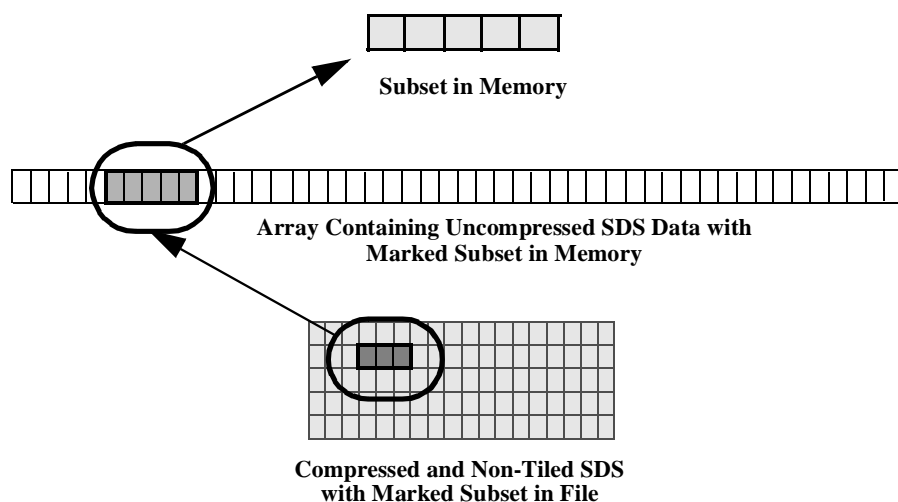 Subset in Memory
Array Containing Uncompressed SDS Data with
Marked Subset in Memory
Compressed and Non-Tiled SDS
with Marked Subset in File